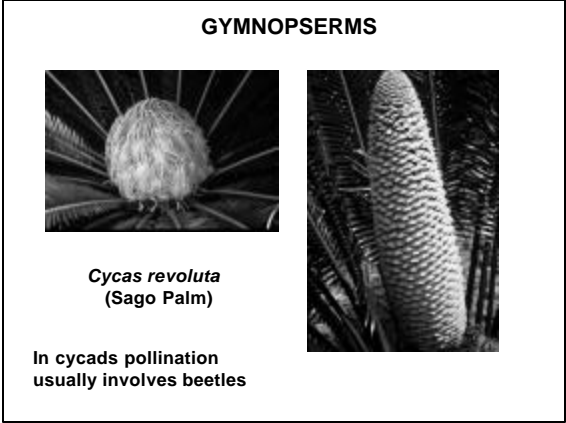 GYMNOPSERMS
Cycas revoluta
(Sago Palm)
In cycads pollination
usually involves beetles